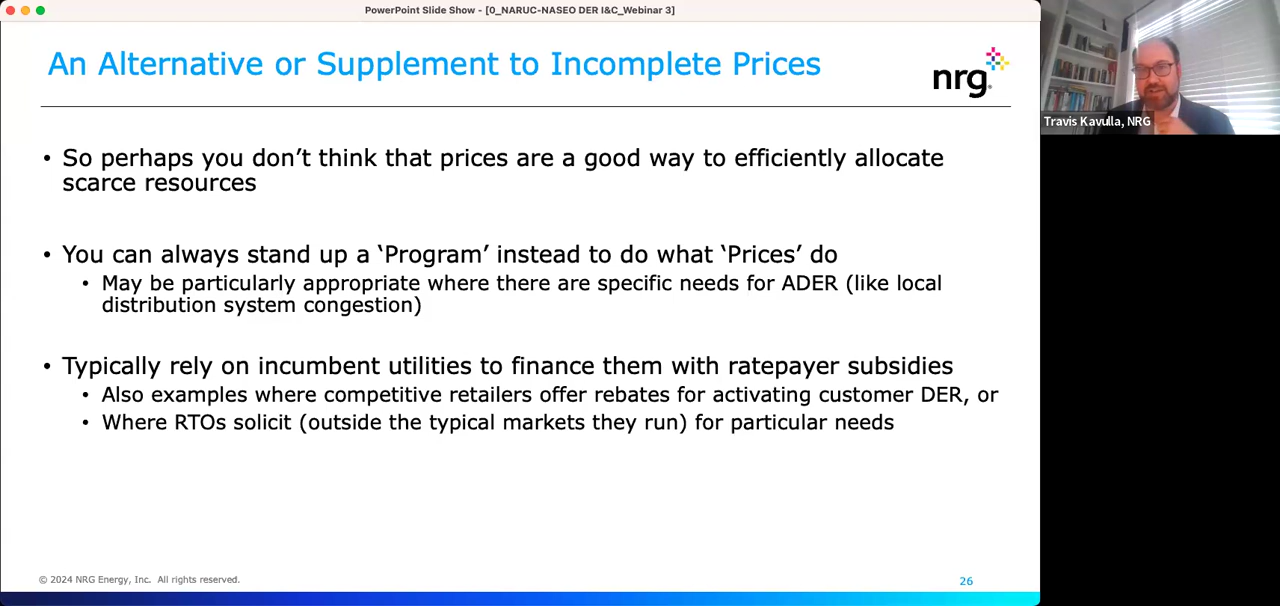 PowerPoint Slide Show - [0_NARUC-NASEO DER I&C_Webinar 3]
An Alternative or Supplement to Incomplete Prices
nrg
Travis Kavulla, NRG
• So perhaps you don’t think that prices are a good way to efficiently allocate
scarce resources
• You can always stand up a ‘Program’ instead to do what ‘Prices’ do
• May be particularly appropriate where there are specific needs for ADER (like local
distribution system congestion)
• Typically rely on incumbent utilities to finance them with ratepayer subsidies
• Also examples where competitive retailers offer rebates for activating customer DER, or
• Where RTOs solicit (outside the typical markets they run) for particular needs
© 2024 NRG Energy, Inc. All rights reserved.
26